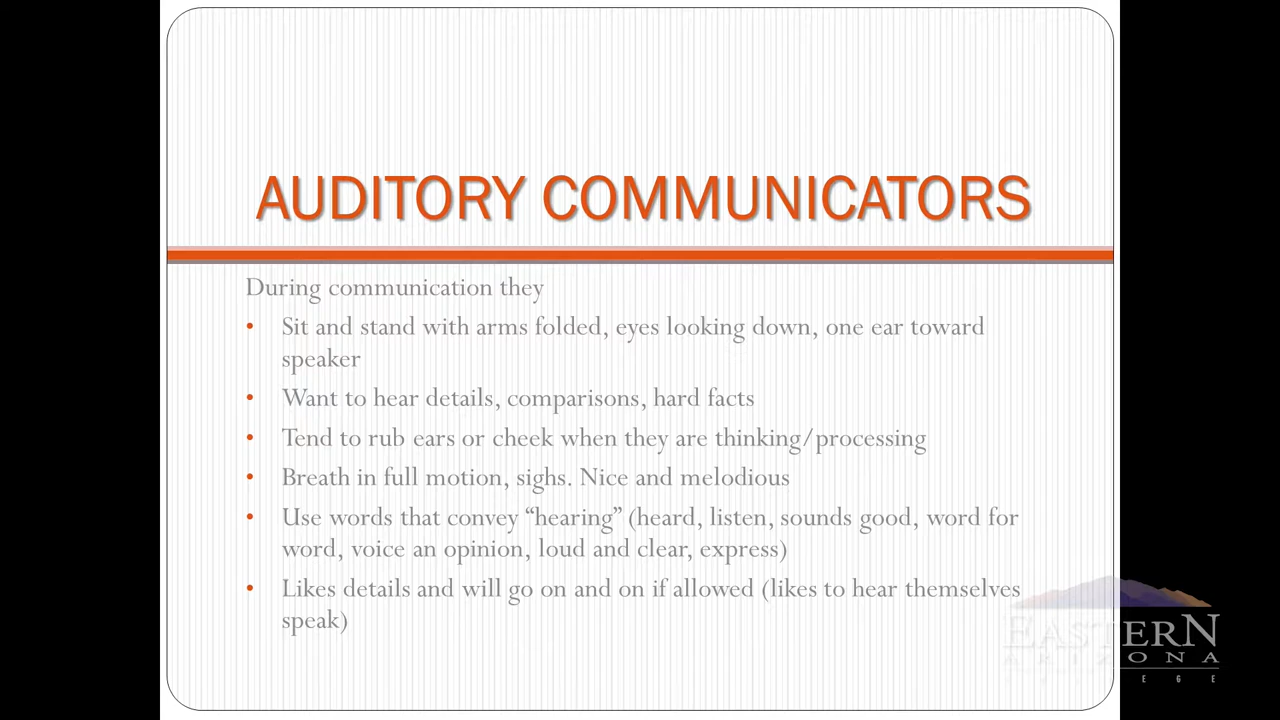 AUDITORY COMMUNICATORS
During communication they
• Sit and stand with arms folded, eyes looking down, one ear toward
speaker
• Want to hear details, comparisons, hard facts
• Tend to rub ears or cheek when they are thinking/processing
• Breath in full motion, sighs. Nice and melodious
• Use words that convey “hearing” (heard, listen, sounds good, word for
word, voice an opinion, loud and clear, express)
• Likes details and will go on and on if allowed (likes to hear themselves
speak)
EASTERN
ARIZONA